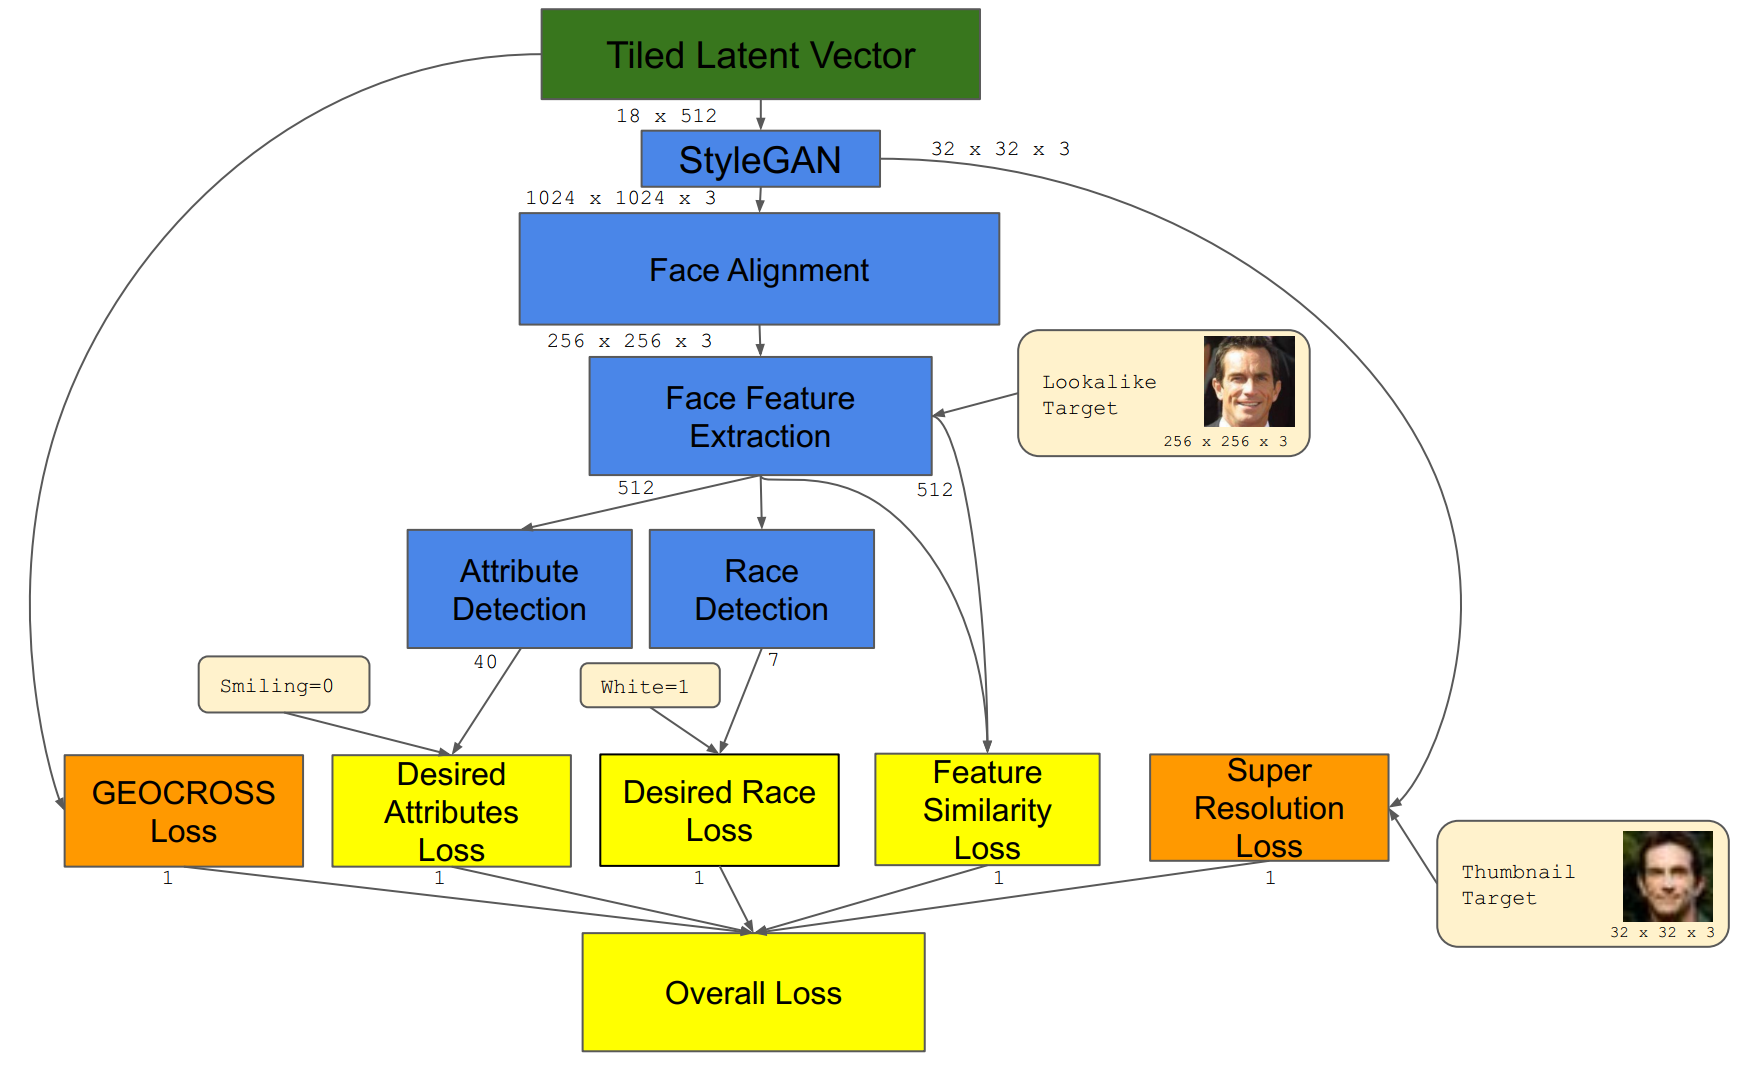 Tiled Latent Vector
18 x 512
StyleGAN
32 x 32 x 3
1024 x 1024 x 3
Face Alignment
256 x 256 x 3
Face Feature
Extraction
Lookalike
Target
256 x 256 x 3
512
512
Attribute
Detection
Race
Detection
40
7
Smiling=0
White=1
GEOCROSS
Loss
Desired
Attributes
Loss
Desired Race
Loss
Feature
Similarity
Loss
Super
Resolution
Loss
1
1
1
1
1
Thumbnail
Target
32 x 32 x 3
Overall Loss